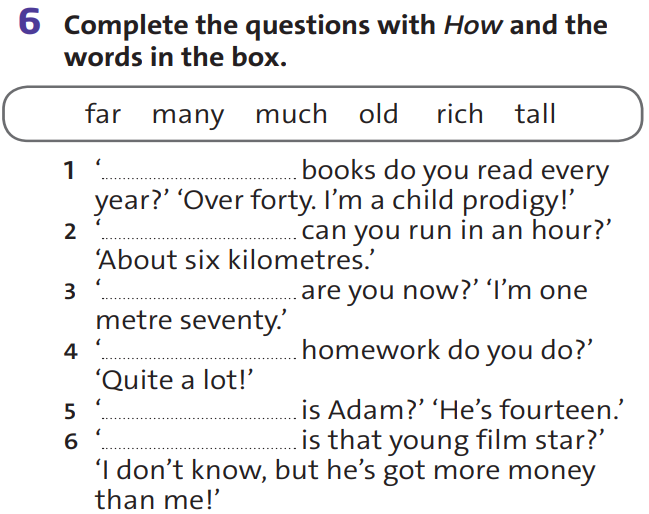 6 Complete the questions with How and the
words in the box.
far many much old rich tall
1 ‘.............................. books do you read every
year?’ ‘Over forty. I’m a child prodigy!’
2 ‘.............................. can you run in an hour?’
‘About six kilometres.’
3 ‘.............................. are you now?’ ‘I’m one
metre seventy.’
4 ‘.............................. homework do you do?’
‘Quite a lot!’
5 ‘.............................. is Adam?’ ‘He’s fourteen.’
6 ‘.............................. is that young film star?’
‘I don’t know, but he’s got more money
than me!’